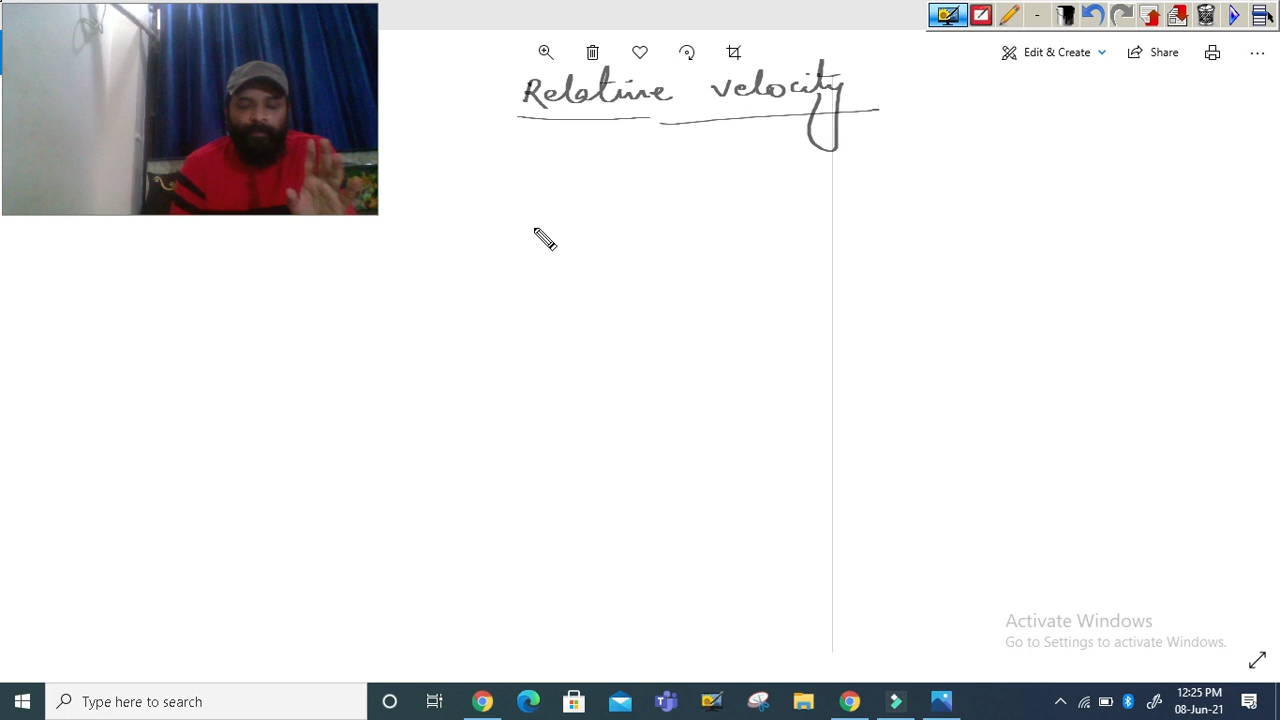 Edit & Create
Share
Relative velocity
Activate Windows
Go to Settings to activate Windows.
Type here to search
12:25 PM
08-Jun-21